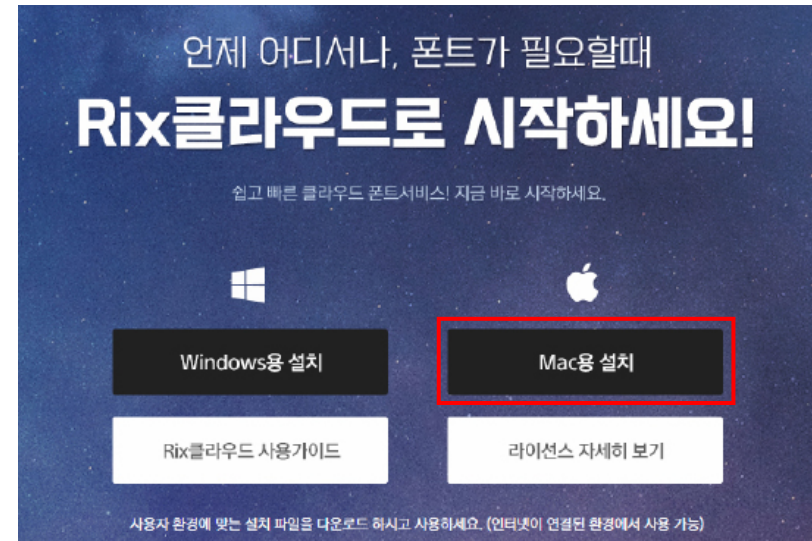 언제 어디서나, 폰트가 필요할때
Rix클라우드로 시작하세요!
쉽고 빠른 클라우드 폰트서비스! 지금 바로 시작하세요.
Windows용 설치
Mac용 설치
Rix클라우드 사용가이드
라이선스 자세히 보기
사용자 환경에 맞는 설치 파일을 다운로드 하시고 사용하세요. (인터넷이 연결된 환경에서 사용 가능)